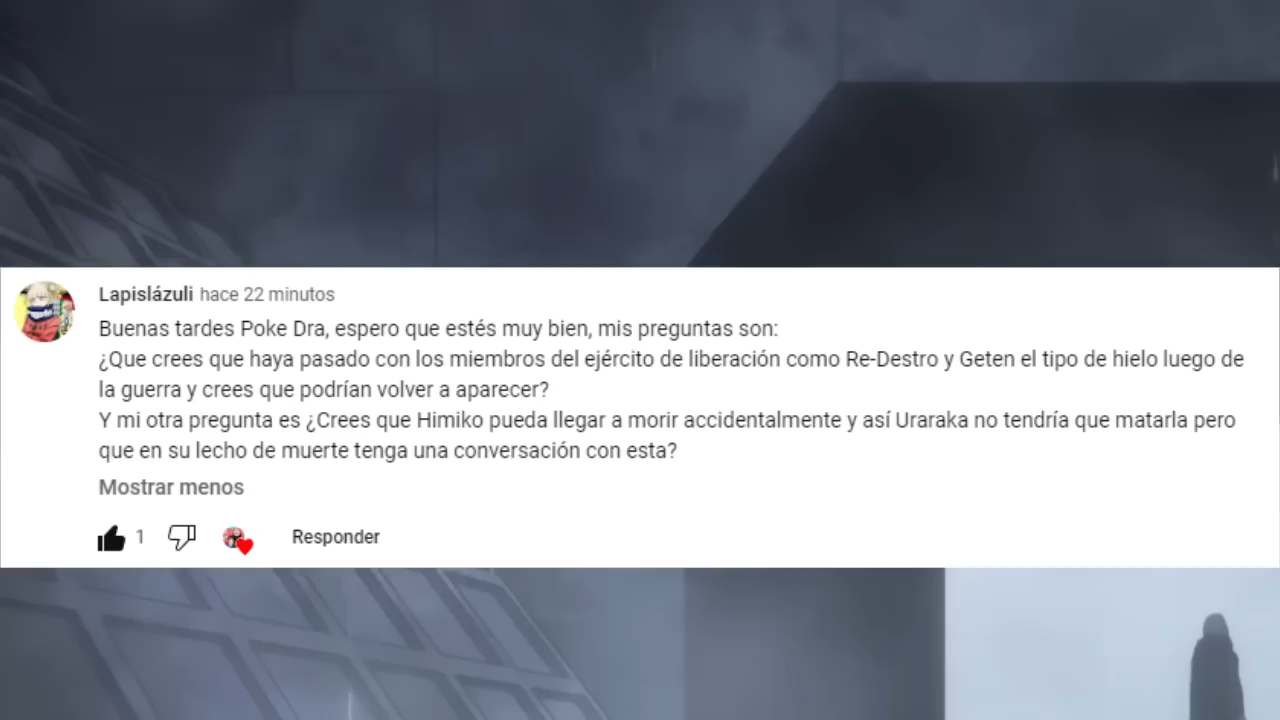 Lapislázuli hace 22 minutos
Buenas tardes Poke Dra, espero que estés muy bien, mis preguntas son:
¿Que crees que haya pasado con los miembros del ejército de liberación como Re-Destro y Geten el tipo de hielo luego de
la guerra y crees que podrían volver a aparecer?
Y mi otra pregunta es ¿Crees que Himiko pueda llegar a morir accidentalmente y así Uraraka no tendría que matarla pero
que en su lecho de muerte tenga una conversación con esta?
Mostrar menos
1 Responder